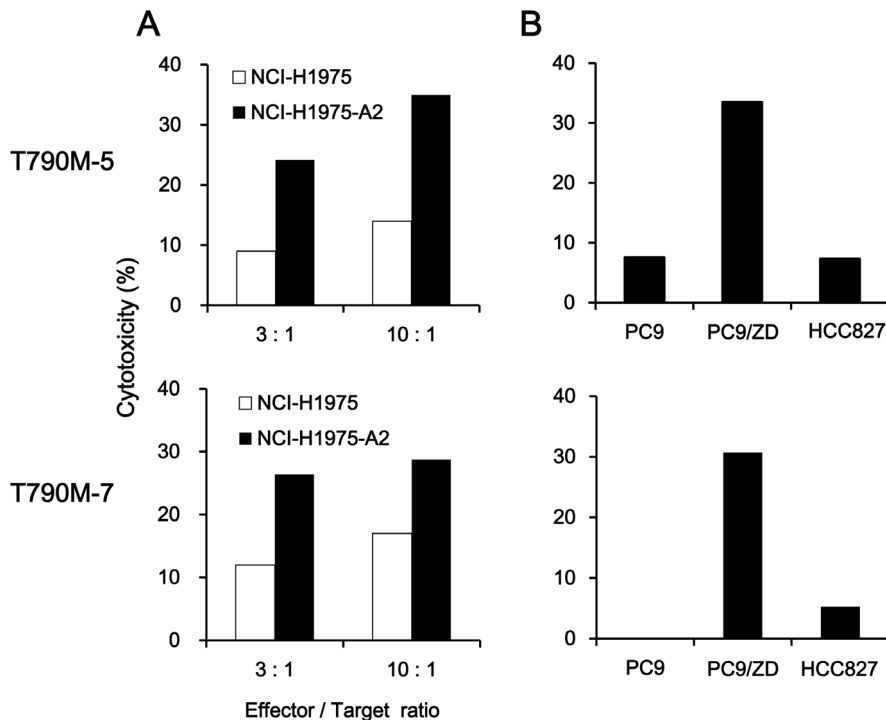 A
B
T790M-5
T790M-7
Cytotoxicity (%)
40
30
20
10
0
NCI-H1975
NCI-H1975-A2
3 : 1
10 : 1
40
30
20
10
0
PC9
PC9/ZD
HCC827
40
30
20
10
0
NCI-H1975
NCI-H1975-A2
3 : 1
10 : 1
Effector / Target ratio
40
30
20
10
0
PC9
PC9/ZD
HCC827